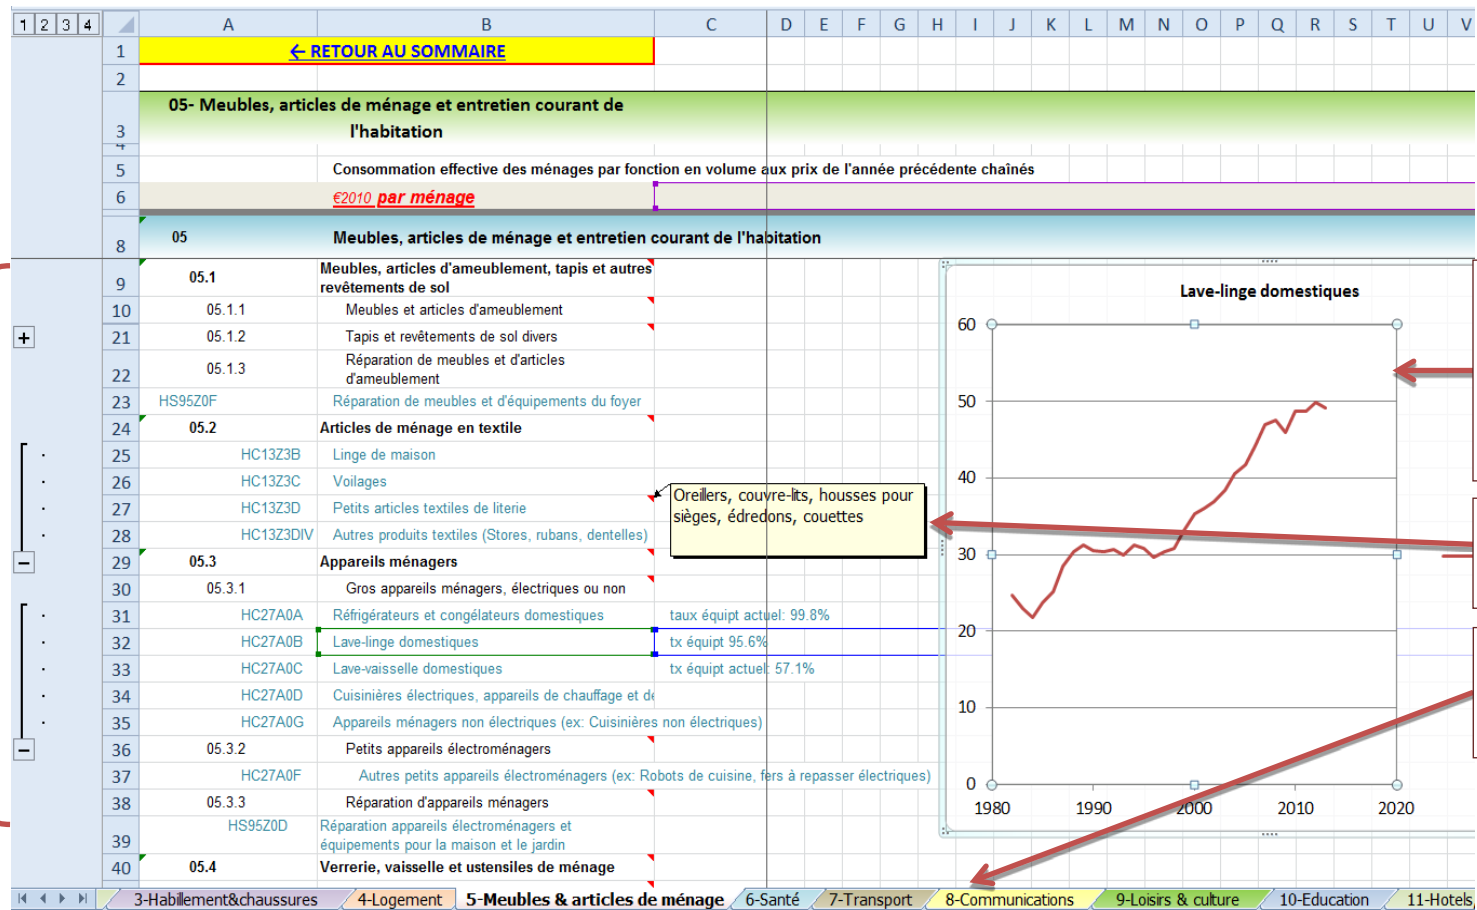 1 2 3 4
A B C D E F G H I J K L M N O P Q R S T U V
1 ← RETOUR AU SOMMAIRE
2
3 05- Meubles, articles de ménage et entretien courant de
l'habitation
4
5 Consommation effective des ménages par fonction en volume aux prix de l'année précédente chaînés
6 €2010 par ménage
8 05 Meubles, articles de ménage et entretien courant de l'habitation
9 05.1 Meubles, articles d'ameublement, tapis et autres
revêtements de sol
10 05.1.1 Meubles et articles d'ameublement
21 05.1.2 Tapis et revêtements de sol divers
22 05.1.3 Réparation de meubles et d'articles
d'ameublement
23 HS95Z0F Réparation de meubles et d'équipements du foyer
24 05.2 Articles de ménage en textile
25 HC13Z3B Linge de maison
26 HC13Z3C Voilages
27 HC13Z3D Petits articles textiles de literie
28 HC13Z3DIV Autres produits textiles (Stores, rubans, dentelles)
Oreillers, couvre-lits, housses pour
sièges, édredons, couettes
29 05.3 Appareils ménagers
30 05.3.1 Gros appareils ménagers, électriques ou non
31 HC27A0A Réfrigérateurs et congélateurs domestiques taux équipt actuel: 99.8%
32 HC27A0B Lave-linge domestiques tx équipt 95.6%
33 HC27A0C Lave-vaisselle domestiques tx équipt actuel: 57.1%
34 HC27A0D Cuisinières électriques, appareils de chauffage et de
35 HC27A0G Appareils ménagers non électriques (ex: Cuisinières non électriques)
36 05.3.2 Petits appareils électroménagers
37 HC27A0F Autres petits appareils électroménagers (ex: Robots de cuisine, fers à repasser électriques)
38 05.3.3 Réparation d'appareils ménagers
39 HS95Z0D Réparation appareils électroménagers et
équipements pour la maison et le jardin
40 05.4 Verrerie, vaisselle et ustensiles de ménage
Lave-linge domestiques
60
50
40
30
20
10
0
1980 1990 2000 2010 2020
3-Habillement&chaussures 4-Logement 5-Meubles & articles de ménage 6-Santé 7-Transport 8-Communications 9-Loisirs & culture 10-Education 11-Hotels,